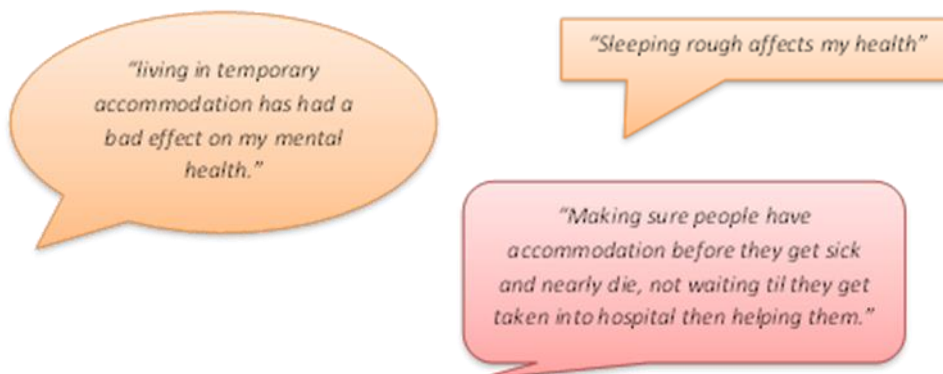 “living in temporary
accommodation has had a
bad effect on my mental
health.”
“Sleeping rough affects my health”
“Making sure people have
accommodation before they get sick
and nearly die, not waiting til they get
taken into hospital then helping them.”